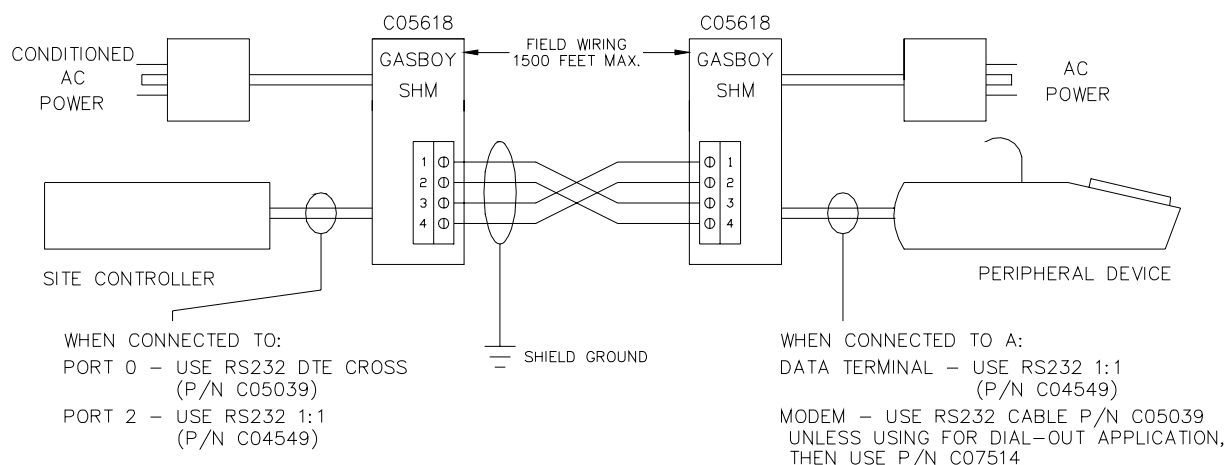 C05618
C05618
CONDITIONED
AC
POWER
GASBOY
SHM
FIELD WIRING
1500 FEET MAX.
GASBOY
SHM
AC
POWER
1
2
3
4
1
2
3
4
SITE CONTROLLER
PERIPHERAL DEVICE
SHIELD GROUND
WHEN CONNECTED TO:
PORT 0 – USE RS232 DTE CROSS
(P/N C05039)
PORT 2 – USE RS232 1:1
(P/N C04549)
WHEN CONNECTED TO A:
DATA TERMINAL – USE RS232 1:1
(P/N C04549)
MODEM – USE RS232 CABLE P/N C05039
UNLESS USING FOR DIAL–OUT APPLICATION,
THEN USE P/N C07514